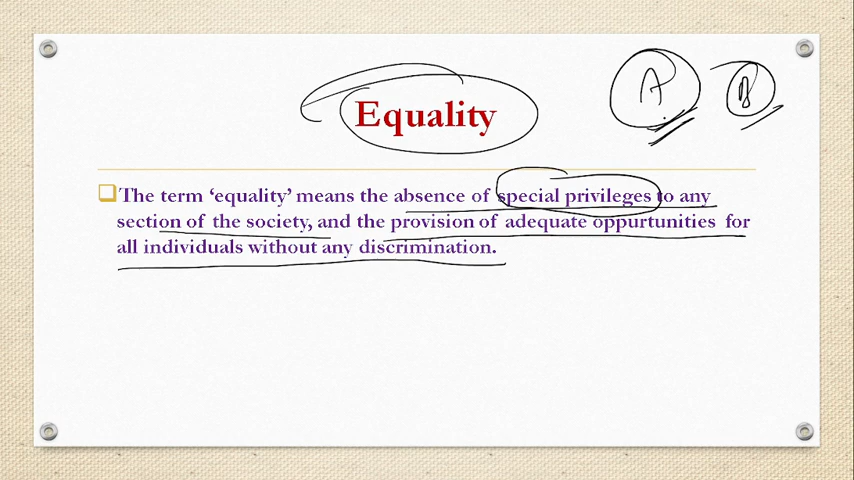 Equality
A B
The term ‘equality’ means the absence of special privileges to any
section of the society, and the provision of adequate oppurtunities for
all individuals without any discrimination.